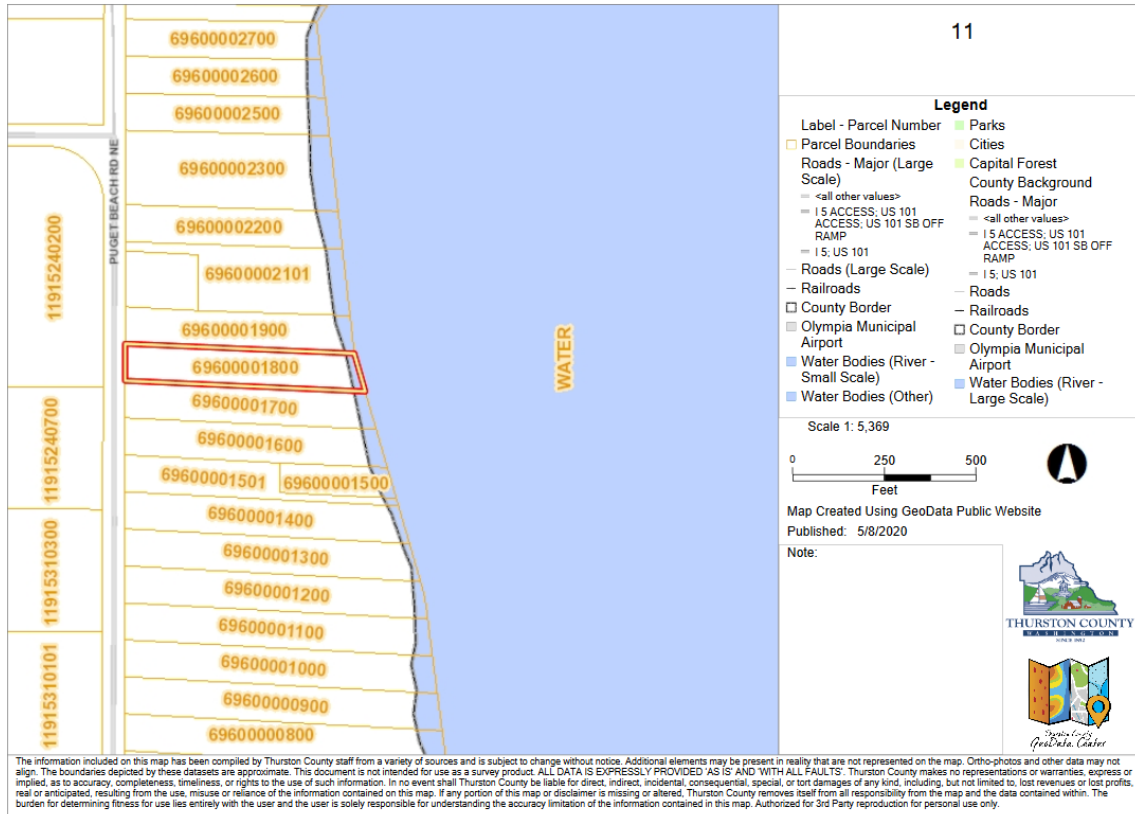 69600002700
69600002600
69600002500
69600002300
PUGET BEACH RD NE
69600002200
11915240200
69600002101
69600001900
69600001800
WATER
69600001700
11915240700
69600001600
69600001501
69600001500
69600001400
69600001300
11915310300
69600001200
69600001100
69600001000
11915310101
69600000900
69600000800
11
Legend
Label - Parcel Number
Parcel Boundaries
Roads - Major (Large
Scale)
<all other values>
I 5 ACCESS; US 101
ACCESS; US 101 SB OFF
RAMP
I 5; US 101
Roads (Large Scale)
Railroads
County Border
Olympia Municipal
Airport
Water Bodies (River -
Small Scale)
Water Bodies (Other)
Parks
Cities
Capital Forest
County Background
Roads - Major
<all other values>
I 5 ACCESS; US 101
ACCESS; US 101 SB OFF
RAMP
I 5; US 101
Roads
Railroads
County Border
Olympia Municipal
Airport
Water Bodies (River -
Large Scale)
Scale 1: 5,369
0 250 500
Feet
Map Created Using GeoData Public Website
Published: 5/8/2020
Note:
THURSTON COUNTY
WASHINGTON
SINCE 1852
Thurston County
GeoData Center
The information included on this map has been compiled by Thurston County staff from a variety of sources and is subject to change without notice. Additional elements may be present in reality that are not represented on the map. Ortho-photos and other data may not
align. The boundaries depicted by these datasets are approximate. This document is not intended for use as a survey product. ALL DATA IS EXPRESSLY PROVIDED 'AS IS' AND 'WITH ALL FAULTS'. Thurston County makes no representations or warranties, express or
implied, as to accuracy, completeness, timeliness, or rights to the use of such information. In no event shall Thurston County be liable for direct, indirect, incidental, consequential, special, or tort damages of any kind, including, but not limited to, lost revenues or lost profits,
real or anticipated, resulting from the use, misuse or reliance of the information contained on this map. If any portion of this map or disclaimer is missing or altered, Thurston County removes itself from all responsibility from the map and the data contained within. The
burden for determining fitness for use lies entirely with the user and the user is solely responsible for understanding the accuracy limitation of the information contained in this map. Authorized for 3rd Party reproduction for personal use only.